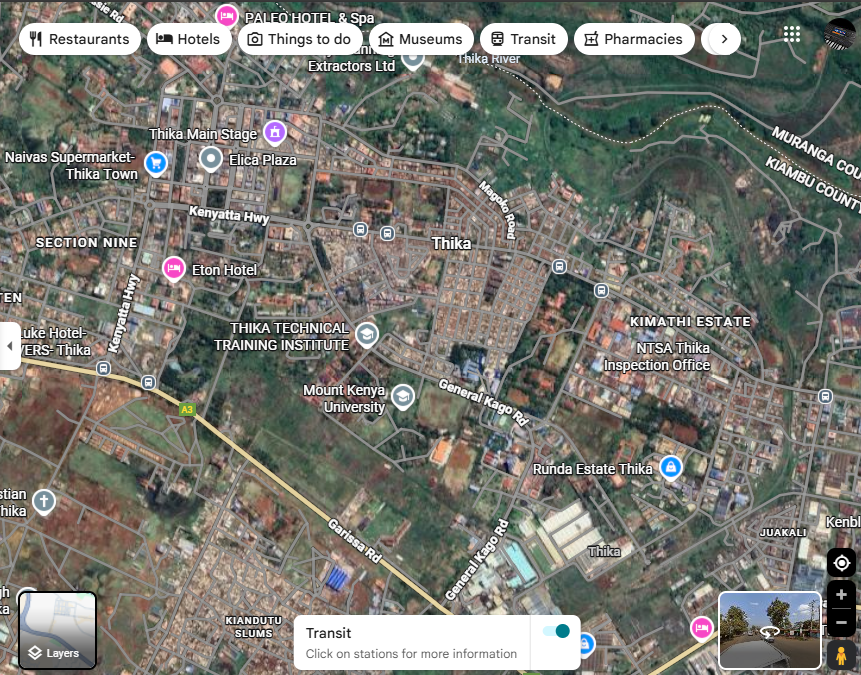 PALEO HOTEL & Spa
Restaurants
Hotels
Things to do
Museums
Transit
Pharmacies
Extractors Ltd
Thika River
MURANGA COU
KIAMBU COUNTY
Thika Main Stage
Naivas Supermarket-
Thika Town
Elica Plaza
Magoko Road
Kenyatta Hwy
SECTION NINE
Thika
Eton Hotel
TEN
Kenyatta Hwy
THIKA TECHNICAL
TRAINING INSTITUTE
KIMATHI ESTATE
uke Hotel-
YERS- Thika
NTSA Thika
Inspection Office
Mount Kenya
University
General Kago Rd
A3
Runda Estate Thika
stian
hika
Garissa Rd
General Kago Rd
Thika
JUAKALI
Kenbl
gh
ka
KIANDUTU
SLUMS
Layers
Transit
Click on stations for more information